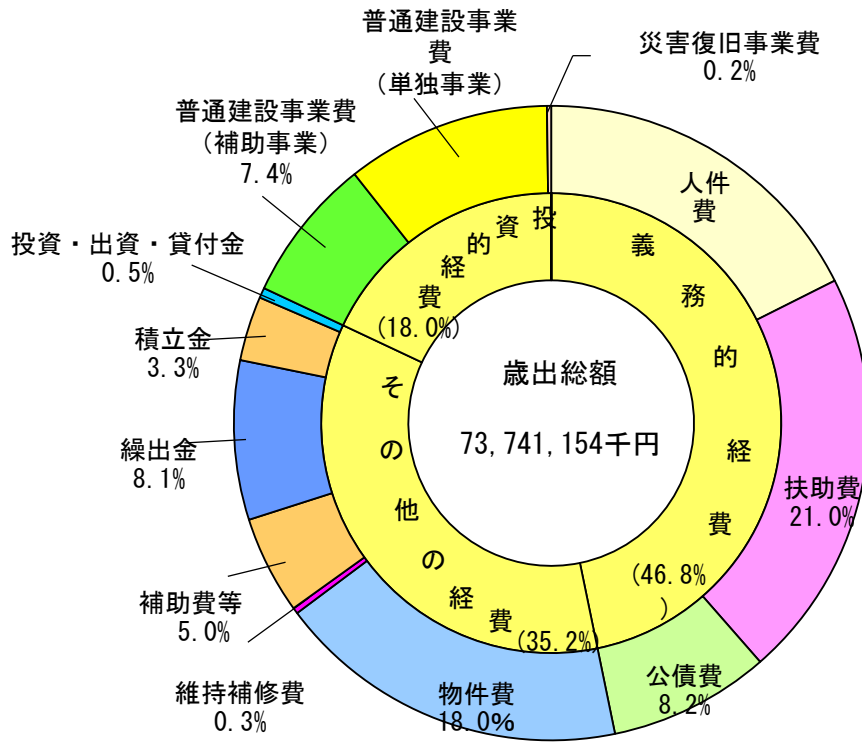 普通建設事業
費
(単独事業)
災害復旧事業費
0.2%
普通建設事業費
(補助事業)
7.4%
人件
費
投資・出資・貸付金
0.5%
投資的経費
(18.0%)
義務的経費
(46.8%
)
積立金
3.3%
歳出総額
73,741,154千円
繰出金
8.1%
扶助費
21.0%
その他の経費
(35.2%)
補助費等
5.0%
維持補修費
0.3%
物件費
18.0%
公債費
8.2%